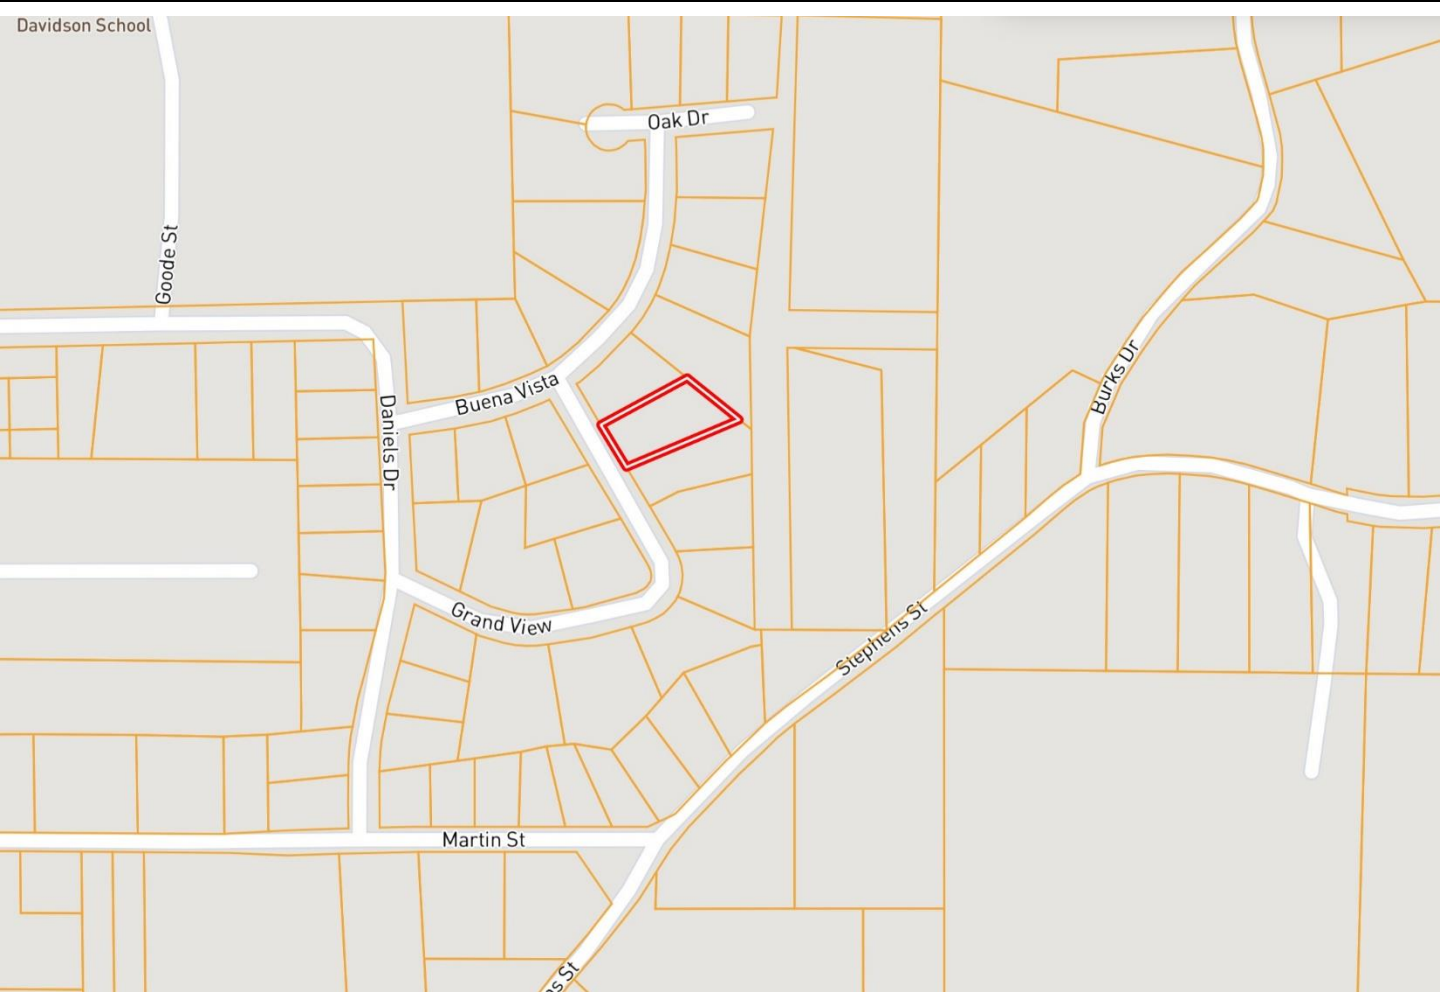 Davidson School
Oak Dr
Goode St
Buena Vista
Burks Dr
Daniels Dr
Grand View
Stephens St
Martin St